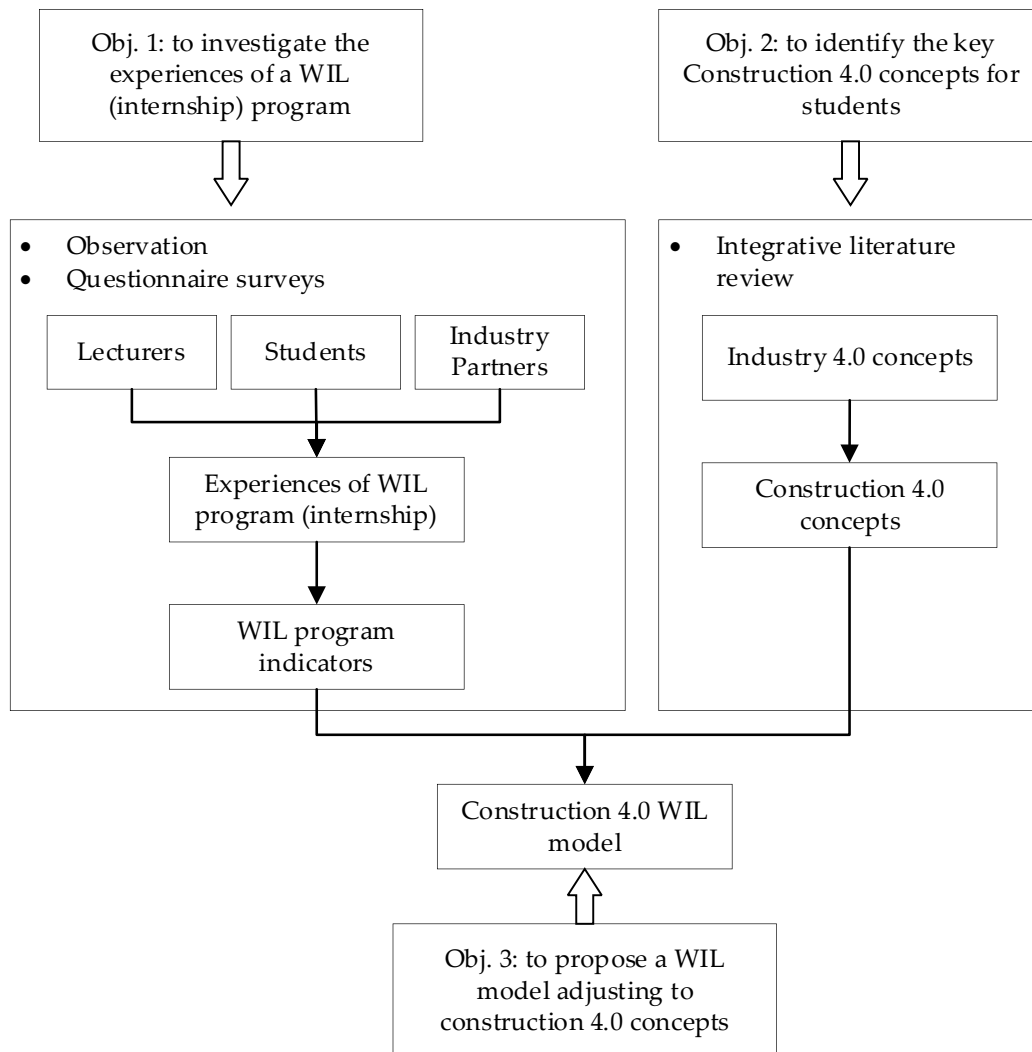 Obj. 1: to investigate the
experiences of a WIL
(internship) program
Obj. 2: to identify the key
Construction 4.0 concepts for
students
• Observation
• Questionnaire surveys
Lecturers
Students
Industry
Partners
Experiences of WIL
program (internship)
WIL program
indicators
• Integrative literature
review
Industry 4.0 concepts
Construction 4.0
concepts
Construction 4.0 WIL
model
Obj. 3: to propose a WIL
model adjusting to
construction 4.0 concepts